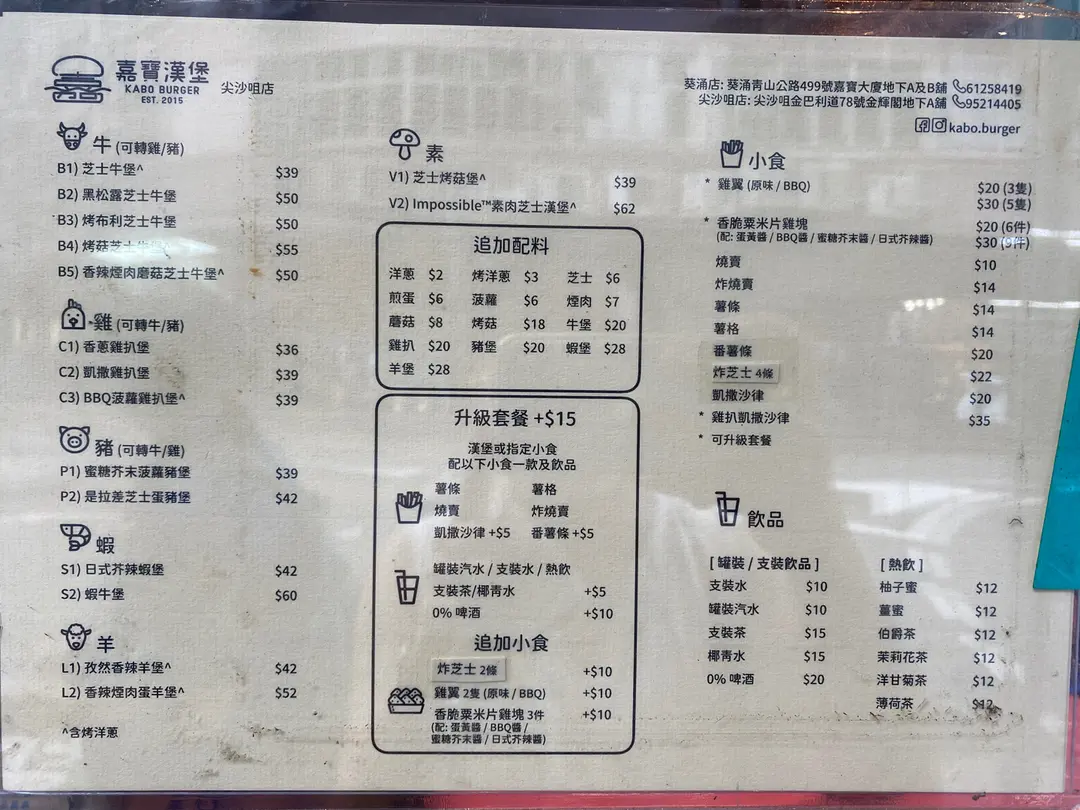 嘉寶漢堡
KABO BURGER
EST. 2015
尖沙咀店
葵涌店: 葵涌青山公路499號嘉寶大廈地下A及B舖 61258419
尖沙咀店: 尖沙咀金巴利道78號金輝閣地下A舖 95214405
kabo.burger
牛 (可轉雞/豬)
B1) 芝士牛堡^ $39
B2) 黑松露芝士牛堡 $50
B3) 烤布利芝士牛堡 $50
B4) 烤菇芝士牛堡^ $55
B5) 香辣煙肉磨菇芝士牛堡^ $50
雞 (可轉牛/豬)
C1) 香蔥雞扒堡 $36
C2) 凱撒雞扒堡 $39
C3) BBQ菠蘿雞扒堡^ $39
豬 (可轉牛/雞)
P1) 蜜糖芥末菠蘿豬堡 $39
P2) 是拉差芝士蛋豬堡 $42
蝦
S1) 日式芥辣蝦堡 $42
S2) 蝦牛堡 $60
羊
L1) 孜然香辣羊堡^ $42
L2) 香辣煙肉蛋羊堡^ $52
^含烤洋蔥
素
V1) 芝士烤菇堡^ $39
V2) Impossible™素肉芝士漢堡^ $62
追加配料
洋蔥 $2 烤洋蔥 $3 芝士 $6
煎蛋 $6 菠蘿 $6 煙肉 $7
蘑菇 $8 烤菇 $18 牛堡 $20
雞扒 $20 豬堡 $20 蝦堡 $28
羊堡 $28
升級套餐 +$15
漢堡或指定小食
配以下小食一款及飲品
薯條 薯格
燒賣 炸燒賣
凱撒沙律 +$5 番薯條 +$5
罐裝汽水 / 支裝水 / 熱飲
支裝茶/椰青水 +$5
0% 啤酒 +$10
追加小食
炸芝士 2條 +$10
雞翼 2隻 (原味 / BBQ) +$10
香脆粟米片雞塊 3件 +$10
(配: 蛋黃醬 / BBQ醬 /
蜜糖芥末醬 / 日式芥辣醬)
小食
* 雞翼 (原味 / BBQ) $20 (3隻)
$30 (5隻)
* 香脆粟米片雞塊 $20 (6件)
(配: 蛋黃醬 / BBQ醬 / 蜜糖芥末醬 / 日式芥辣醬) $30 (9件)
燒賣 $10
炸燒賣 $14
薯條 $14
薯格 $14
番薯條 $20
炸芝士 4條 $22
凱撒沙律 $20
* 雞扒凱撒沙律 $35
* 可升級套餐
飲品
[ 罐裝 / 支裝飲品 ]
支裝水 $10
罐裝汽水 $10
支裝茶 $15
椰青水 $15
0% 啤酒 $20
[ 熱飲 ]
柚子蜜 $12
薑蜜 $12
伯爵茶 $12
茉莉花茶 $12
洋甘菊茶 $12
薄荷茶 $12